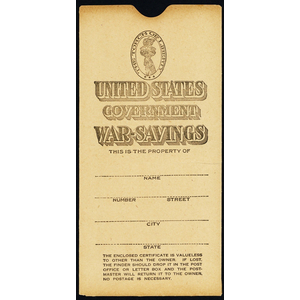 UNITED STATES
GOVERNMENT
WAR-SAVINGS
THIS IS THE PROPERTY OF
NAME
NUMBER STREET
CITY
STATE
THE ENCLOSED CERTIFICATE IS VALUELESS
TO OTHER THAN THE OWNER. IF LOST,
THE FINDER SHOULD DROP IT IN THE POST
OFFICE OR LETTER BOX AND THE POST-
MASTER WILL RETURN IT TO THE OWNER.
NO POSTAGE IS NECESSARY.